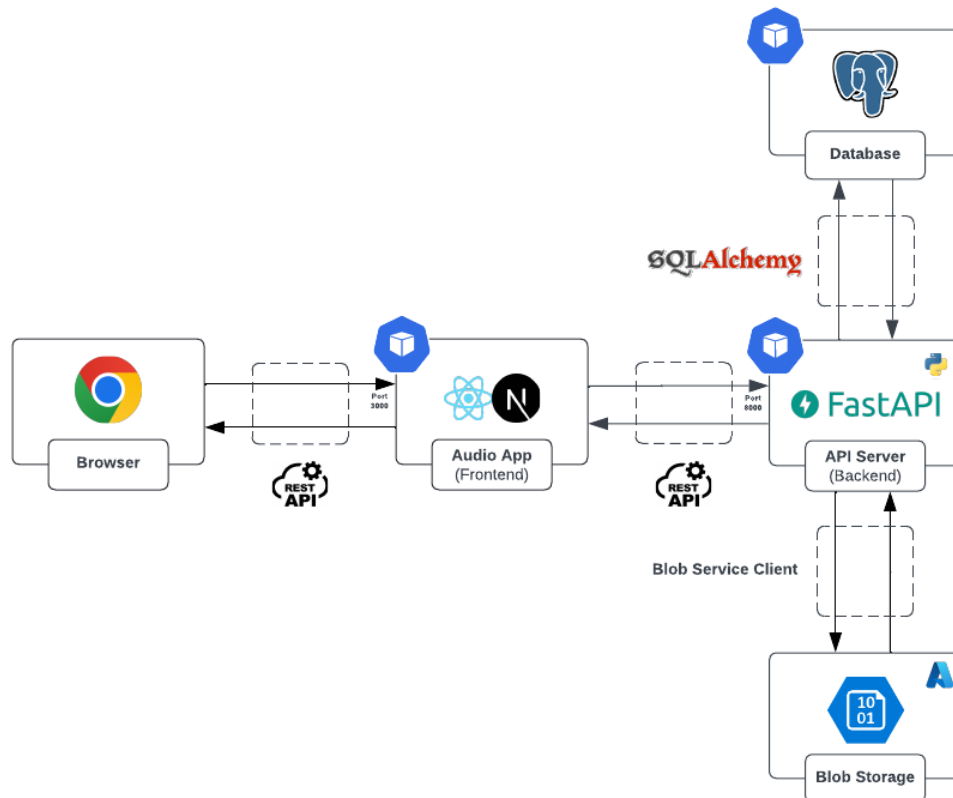 Database
SQLAlchemy
Port
3000
N
Port
8000
FastAPI
Browser
Audio App
(Frontend)
API Server
(Backend)
REST
API
REST
API
Blob Service Client
10
01
Blob Storage